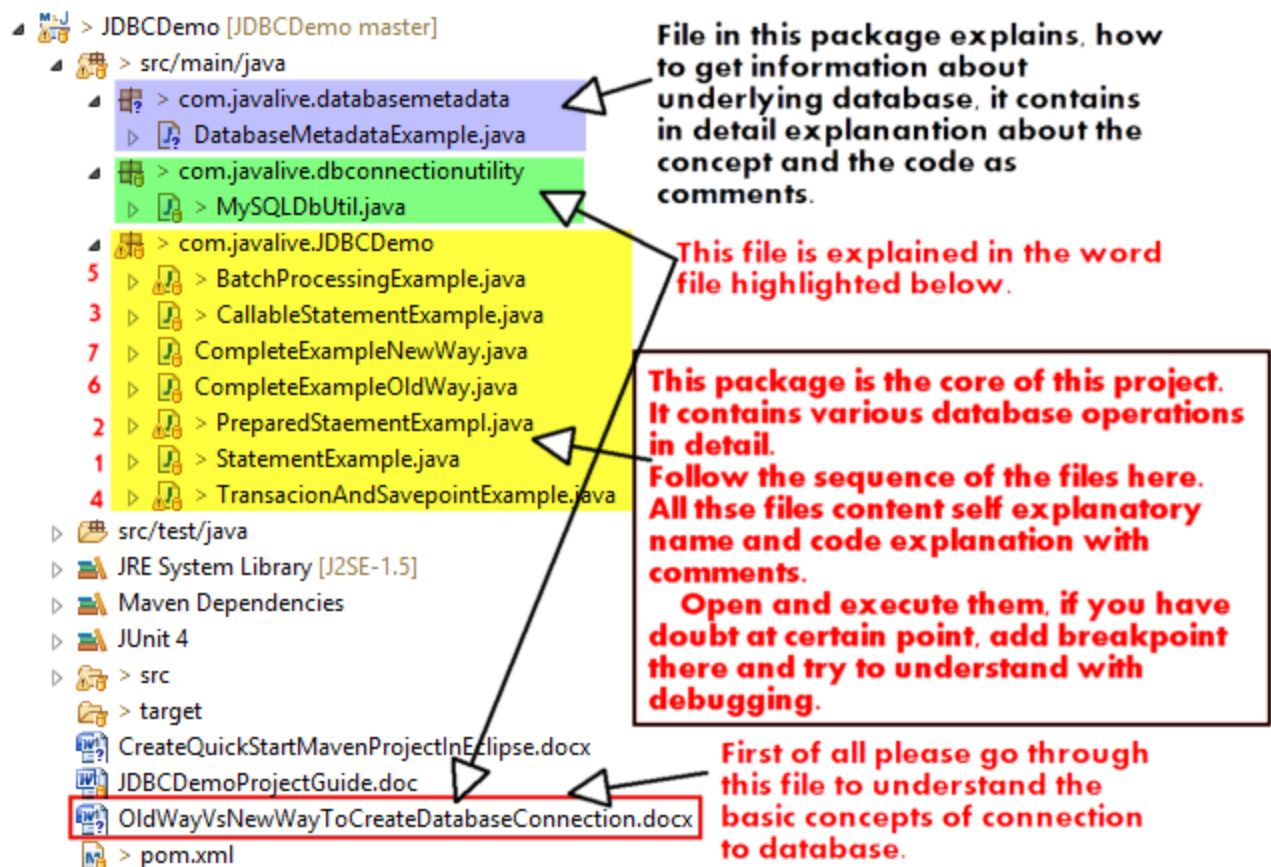 > JDBCDemo [JDBCDemo master]
> src/main/java
> com.javalive.databasemetadata
DatabaseMetadataExample.java
> com.javalive.dbconnectionutility
> MySQLDbUtil.java
> com.javalive.JDBCDemo
5 > BatchProcessingExample.java
3 > CallableStatementExample.java
7 CompleteExampleNewWay.java
6 CompleteExampleOldWay.java
2 > PreparedStaementExampl.java
1 > StatementExample.java
4 > TransacionAndSavepointExample.java
src/test/java
JRE System Library [J2SE-1.5]
Maven Dependencies
JUnit 4
> src
> target
CreateQuickStartMavenProjectInEclipse.docx
JDBCDemoProjectGuide.doc
OldWayVsNewWayToCreateDatabaseConnection.docx
> pom.xml
File in this package explains, how
to get information about
underlying database, it contains
in detail explanantion about the
concept and the code as
comments.
This file is explained in the word
file highlighted below.
This package is the core of this project.
It contains various database operations
in detail.
Follow the sequence of the files here.
All thse files content self explanatory
name and code explanation with
comments.
Open and execute them, if you have
doubt at certain point, add breakpoint
there and try to understand with
debugging.
First of all please go through
this file to understand the
basic concepts of connection
to database.